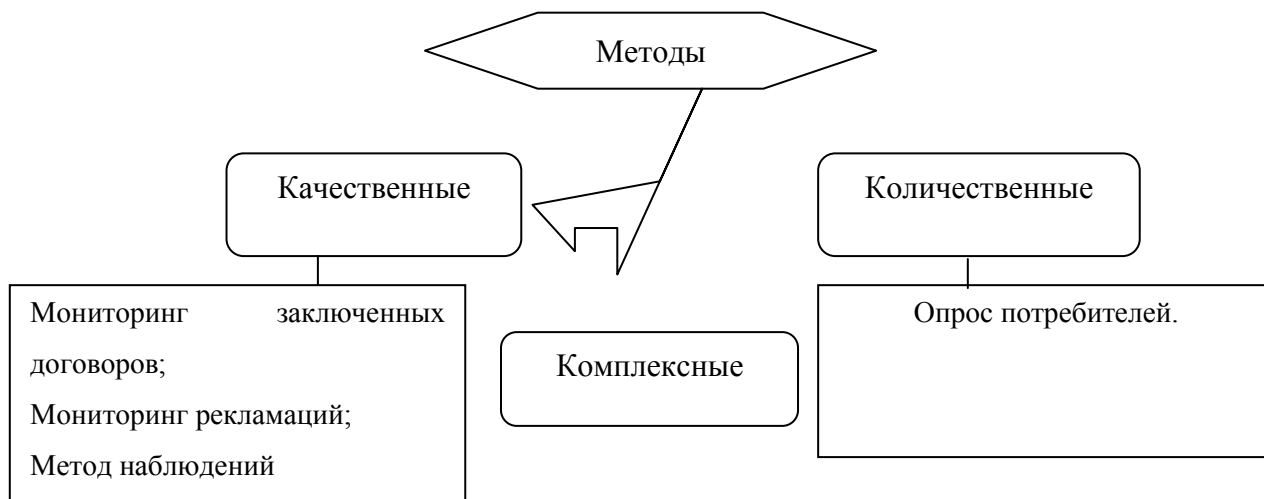 Методы
Качественные
Количественные
Мониторинг заключенных
договоров;
Мониторинг рекламаций;
Метод наблюдений
Комплексные
Опрос потребителей.